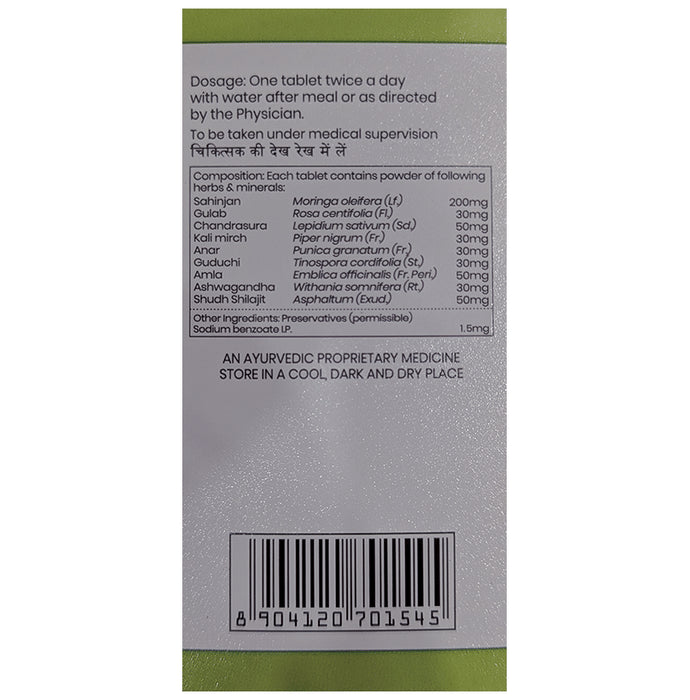 Dosage: One tablet twice a day
with water after meal or as directed
by the Physician.
To be taken under medical supervision
चिकित्सक की देख रेख में लें
Composition: Each tablet contains powder of following
herbs & minerals:
Sahinjan Moringa oleifera (Lf.) 200mg
Gulab Rosa centifolia (Fl.) 30mg
Chandrasura Lepidium sativum (Sd.) 50mg
Kali mirch Piper nigrum (Fr.) 30mg
Anar Punica granatum (Fr.) 30mg
Guduchi Tinospora cordifolia (St.) 30mg
Amla Emblica officinalis (Fr. Peri.) 50mg
Ashwagandha Withania somnifera (Rt.) 30mg
Shudh Shilajit Asphaltum (Exud.) 50mg
Other Ingredients: Preservatives (permissible)
Sodium benzoate I.P. 1.5mg
AN AYURVEDIC PROPRIETARY MEDICINE
STORE IN A COOL, DARK AND DRY PLACE
8 904120 701545